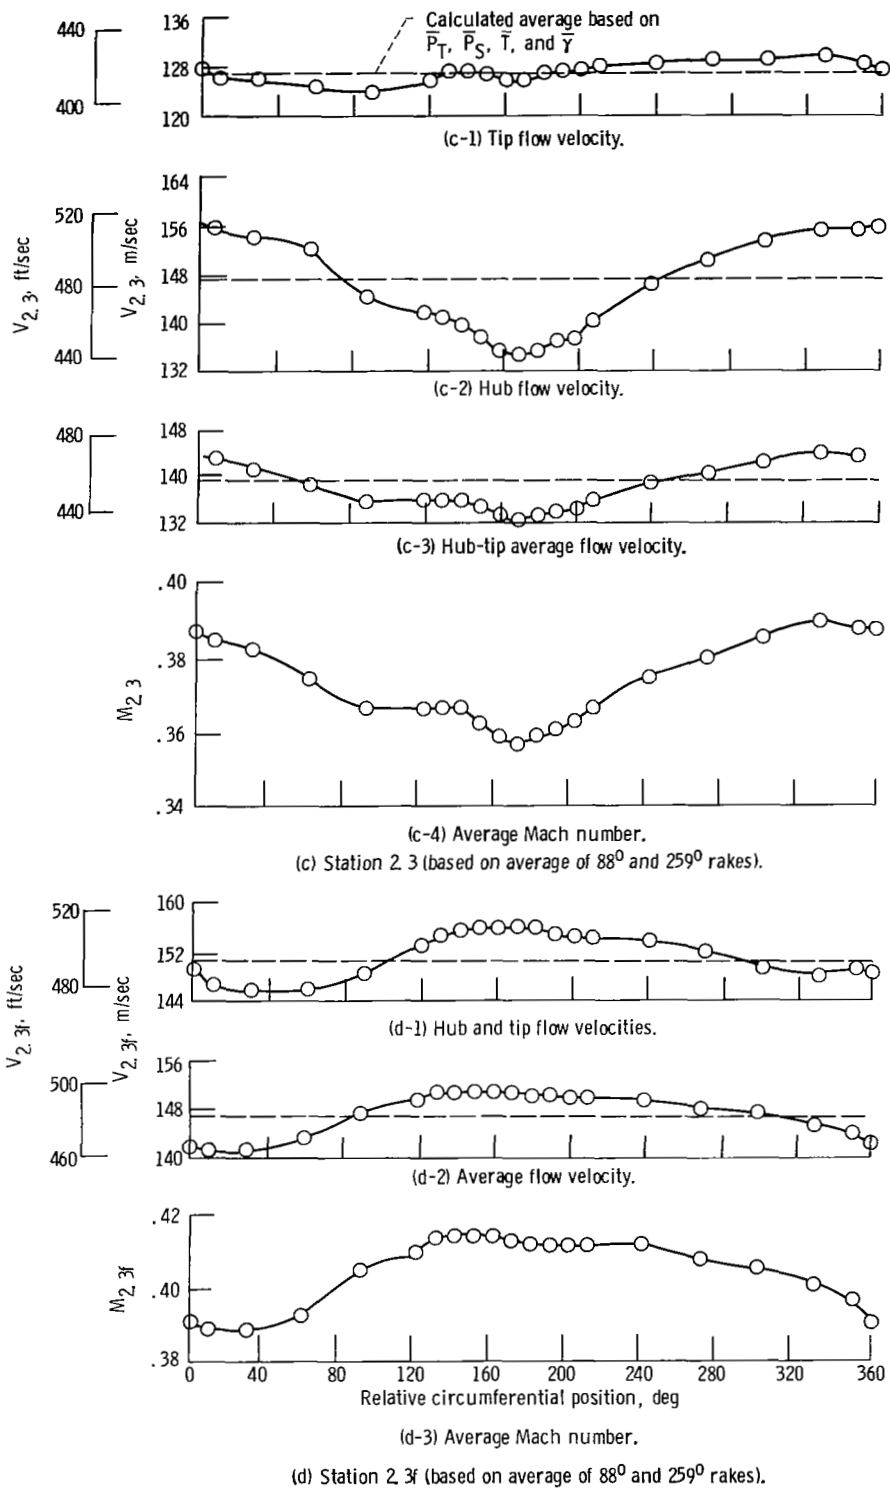 440
400
136
128
120
Calculated average based on
P̅T, P̅S, T̅, and γ̅
(c-1) Tip flow velocity.
V2.3, ft/sec
520
480
440
V2.3, m/sec
164
156
148
140
132
(c-2) Hub flow velocity.
480
440
148
140
132
(c-3) Hub-tip average flow velocity.
M2.3
.40
.38
.36
.34
(c-4) Average Mach number.
(c) Station 2.3 (based on average of 88⁰ and 259⁰ rakes).
V2.3f, ft/sec
520
480
V2.3f, m/sec
160
152
144
(d-1) Hub and tip flow velocities.
500
460
156
148
140
(d-2) Average flow velocity.
M2.3f
.42
.40
.38
0 40 80 120 160 200 240 280 320 360
Relative circumferential position, deg
(d-3) Average Mach number.
(d) Station 2.3f (based on average of 88⁰ and 259⁰ rakes).